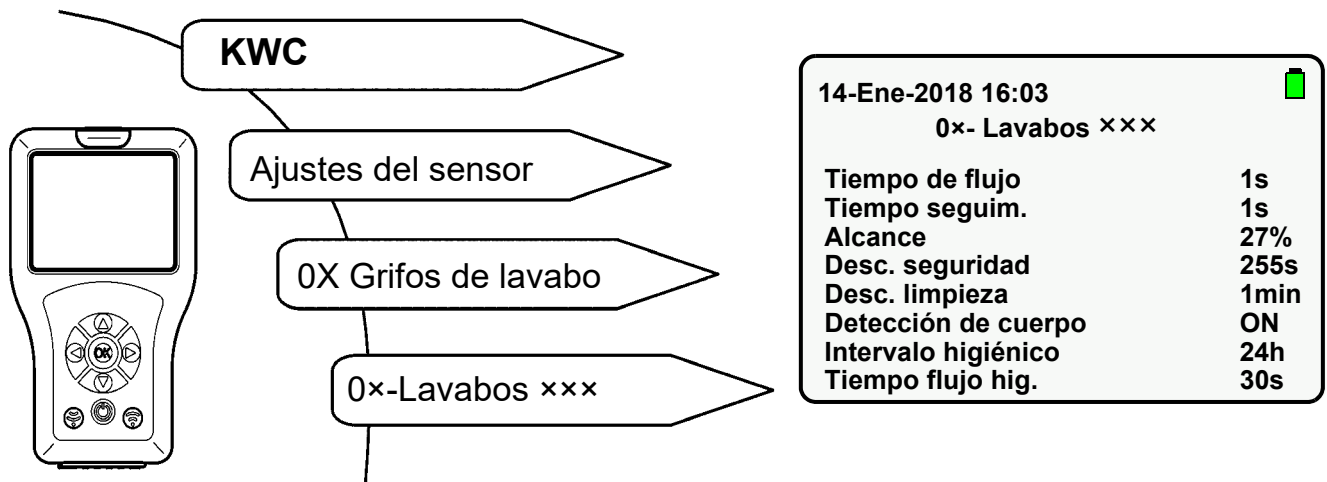 KWC
Ajustes del sensor
0X Grifos de lavabo
0×-Lavabos ×××
OK
14-Ene-2018 16:03
0×- Lavabos ×××
Tiempo de flujo 1s
Tiempo seguim. 1s
Alcance 27%
Desc. seguridad 255s
Desc. limpieza 1min
Detección de cuerpo ON
Intervalo higiénico 24h
Tiempo flujo hig. 30s